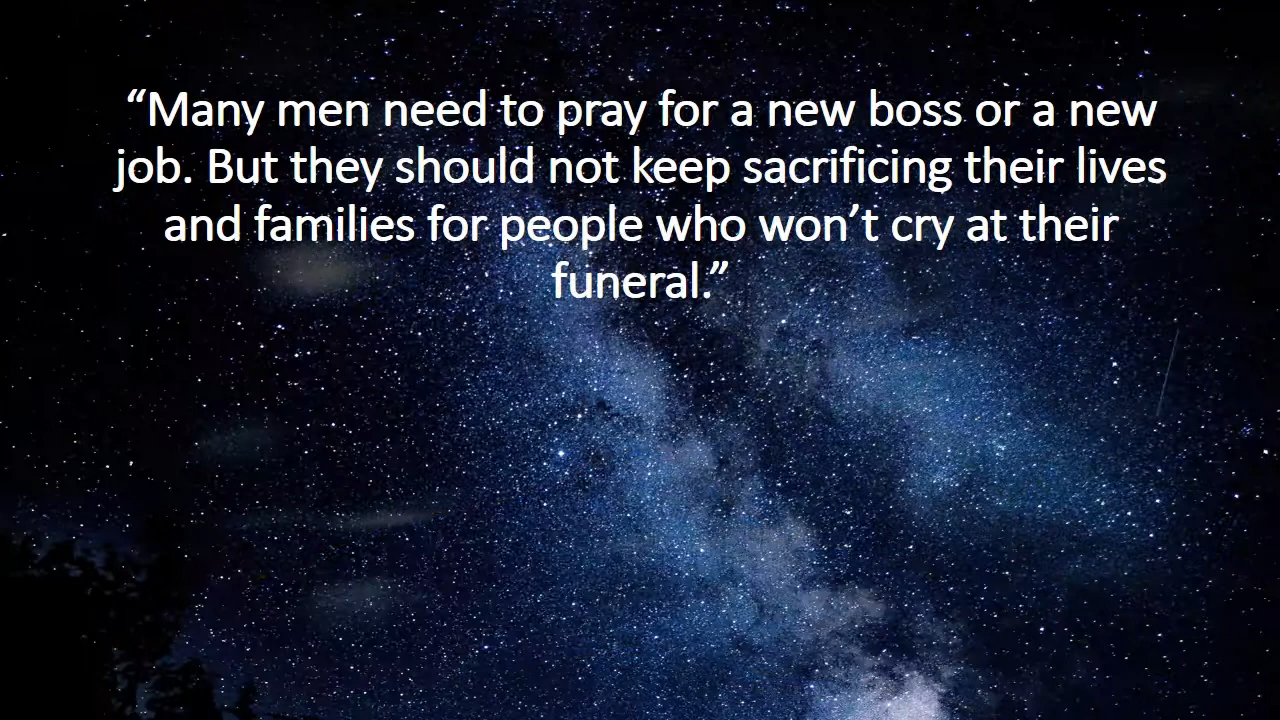 “Many men need to pray for a new boss or a new
job. But they should not keep sacrificing their lives
and families for people who won’t cry at their
funeral.”